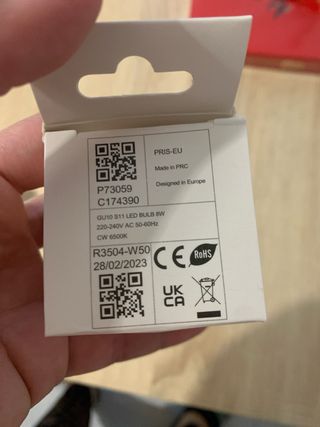 PRIS-EU
Made in PRC
Designed in Europe
P73059
C174390
GU10 S11 LED BULB 8W
220-240V AC 50-60Hz
CW 6500K
R3504-W50
28/02/2023
CE
RoHS
UK
CA